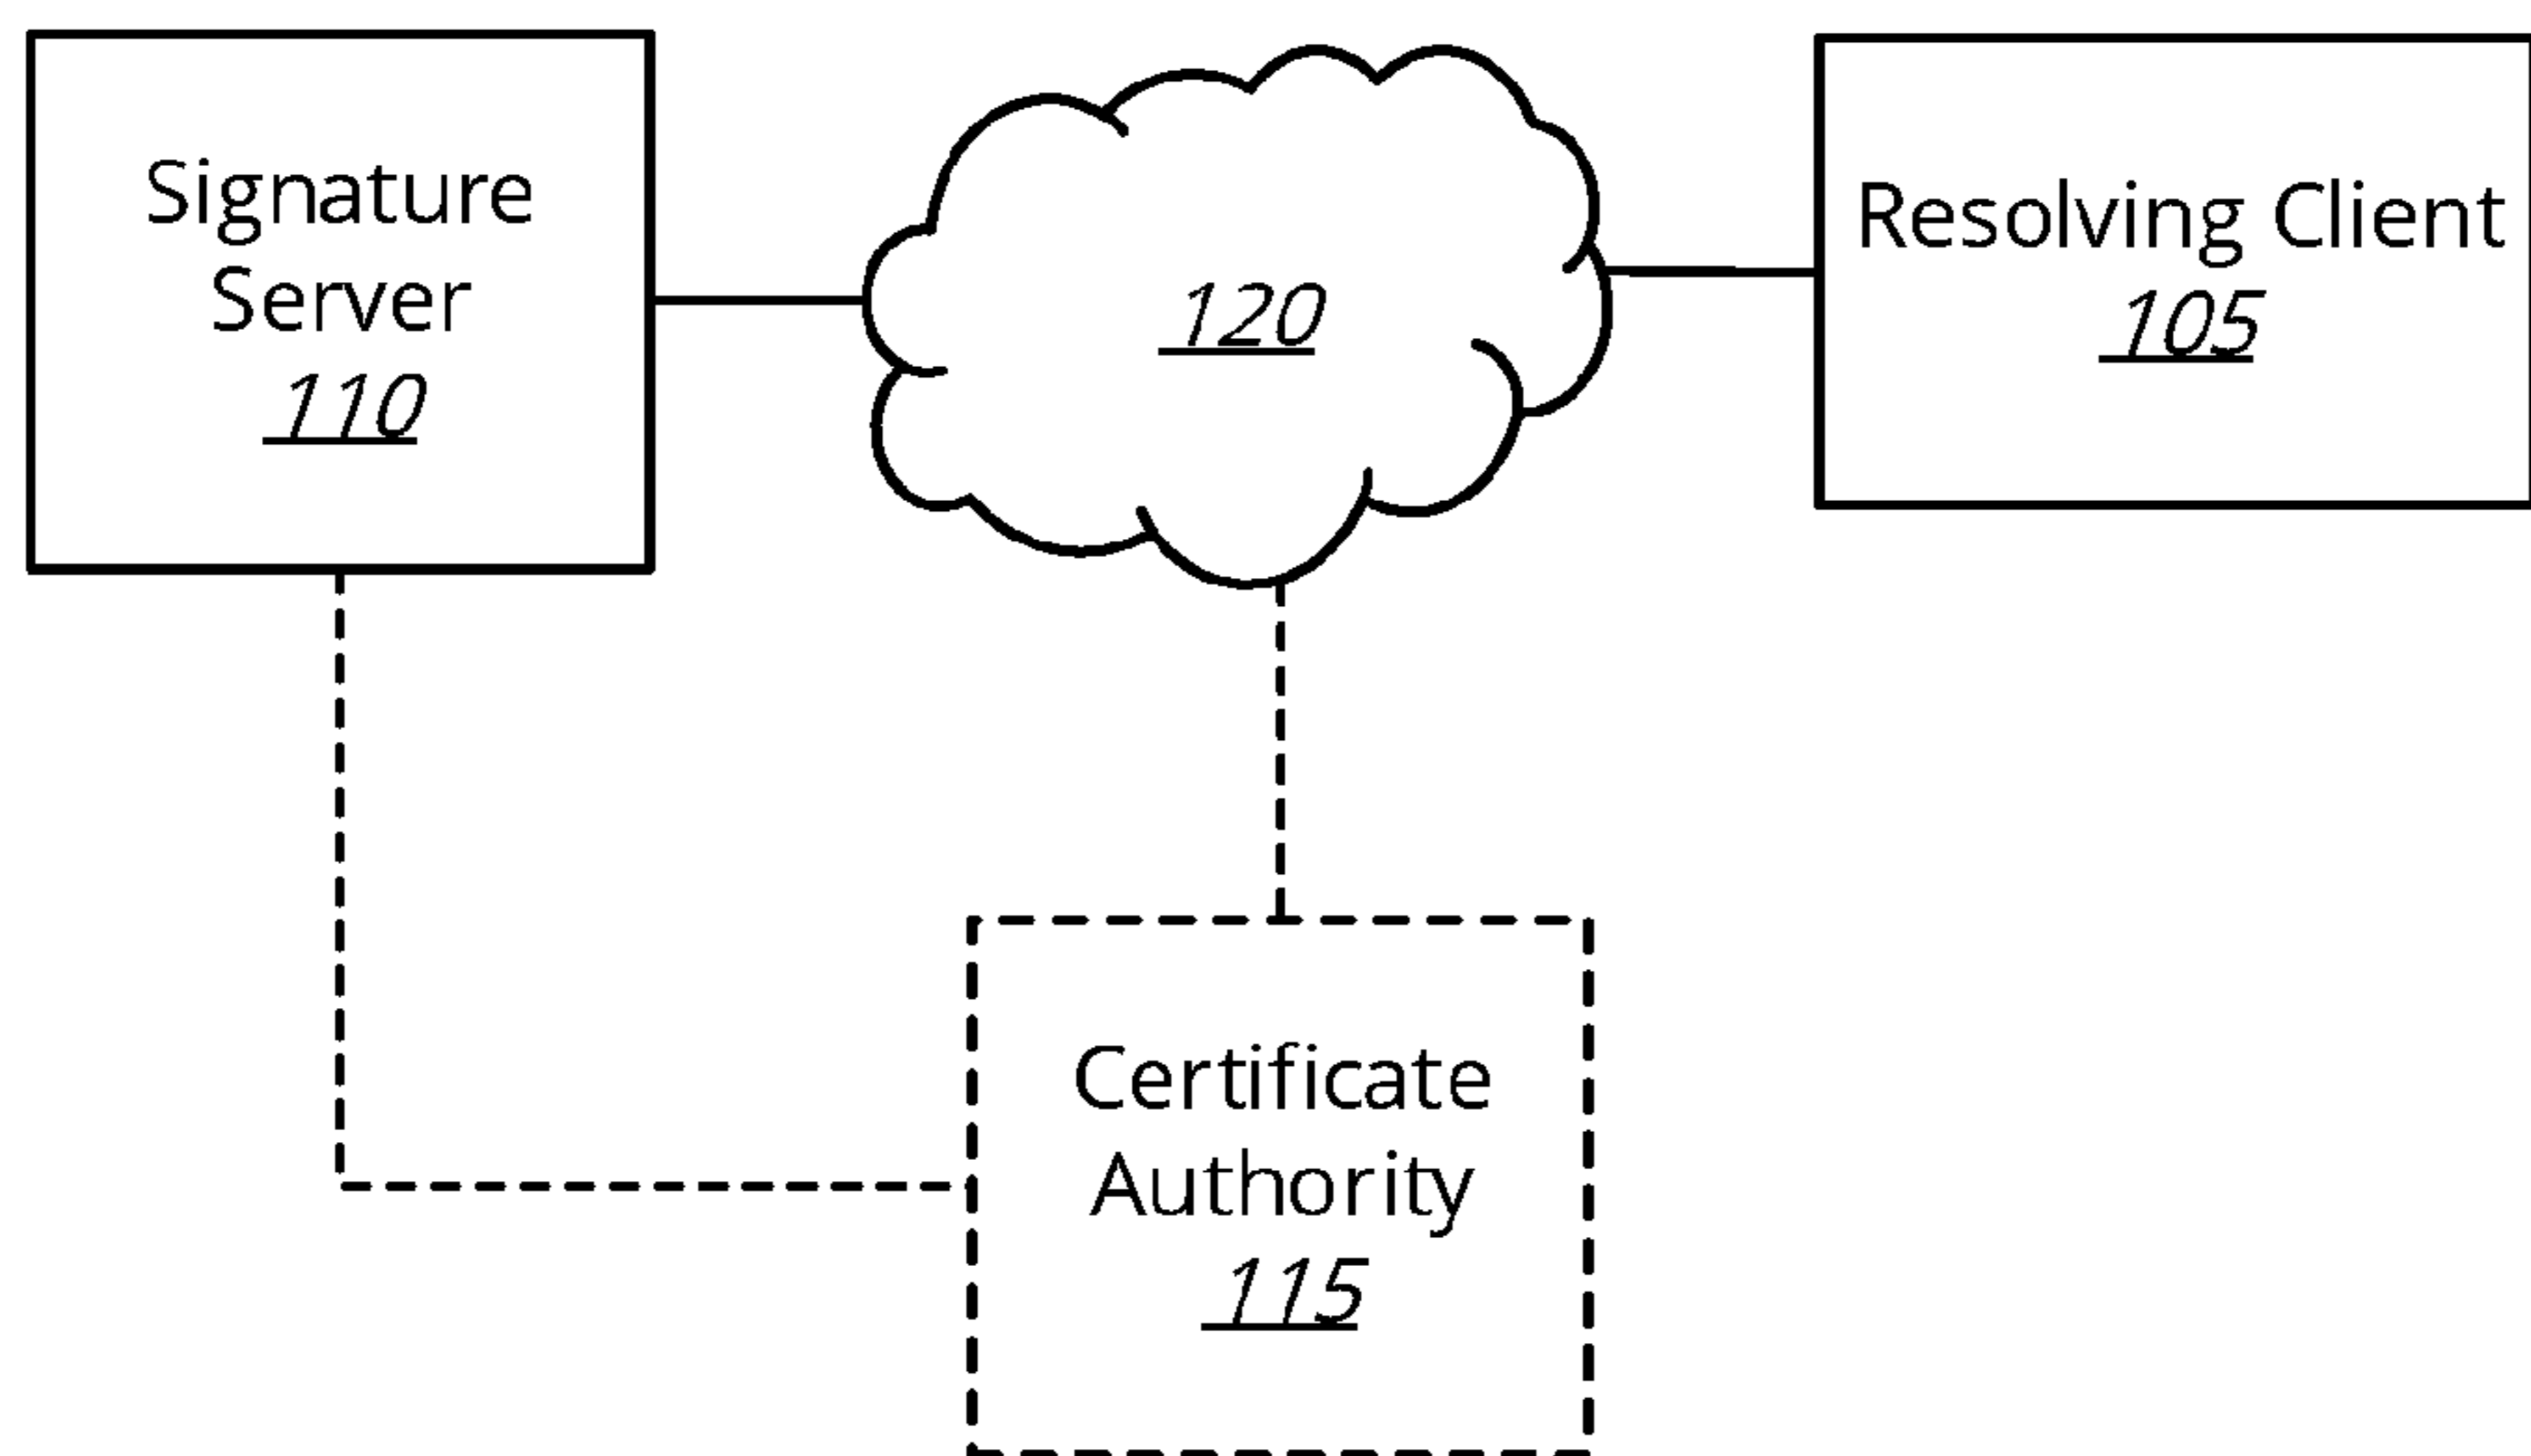 Signature
Server
110
120
Resolving Client
105
Certificate
Authority
115